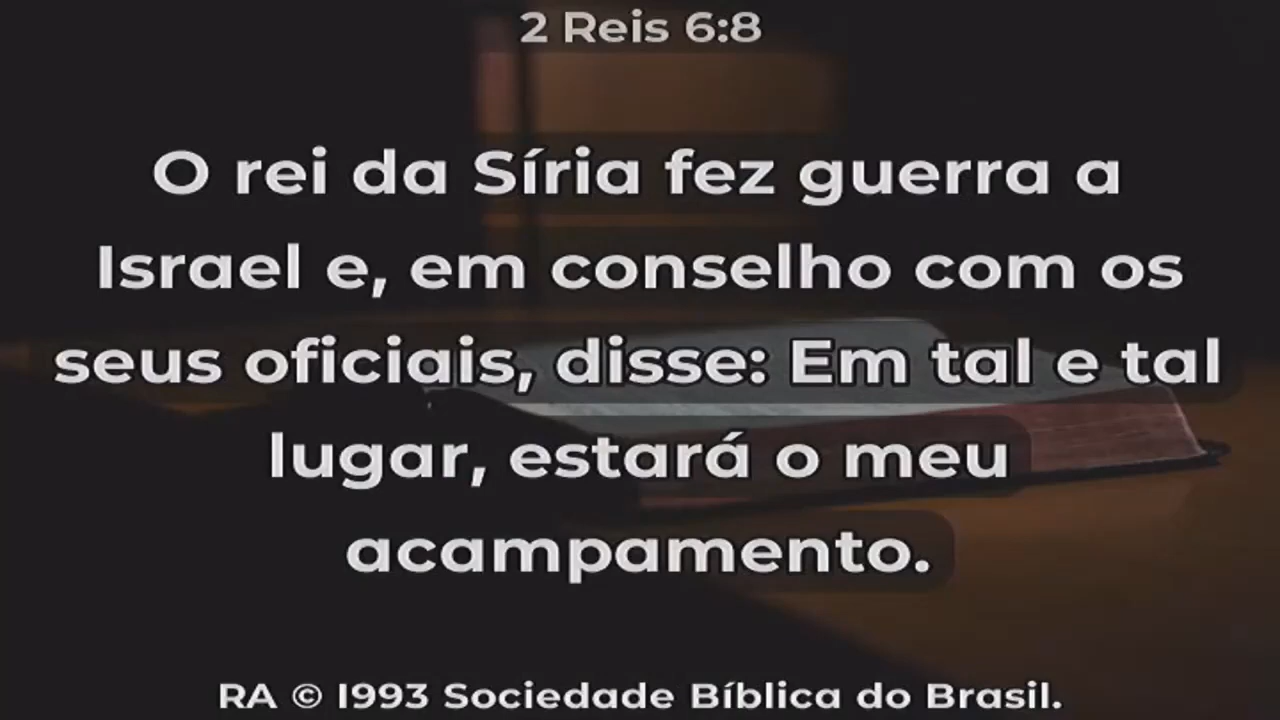 2 Reis 6:8
O rei da Síria fez guerra a
Israel e, em conselho com os
seus oficiais, disse: Em tal e tal
lugar, estará o meu
acampamento.
RA © 1993 Sociedade Bíblica do Brasil.